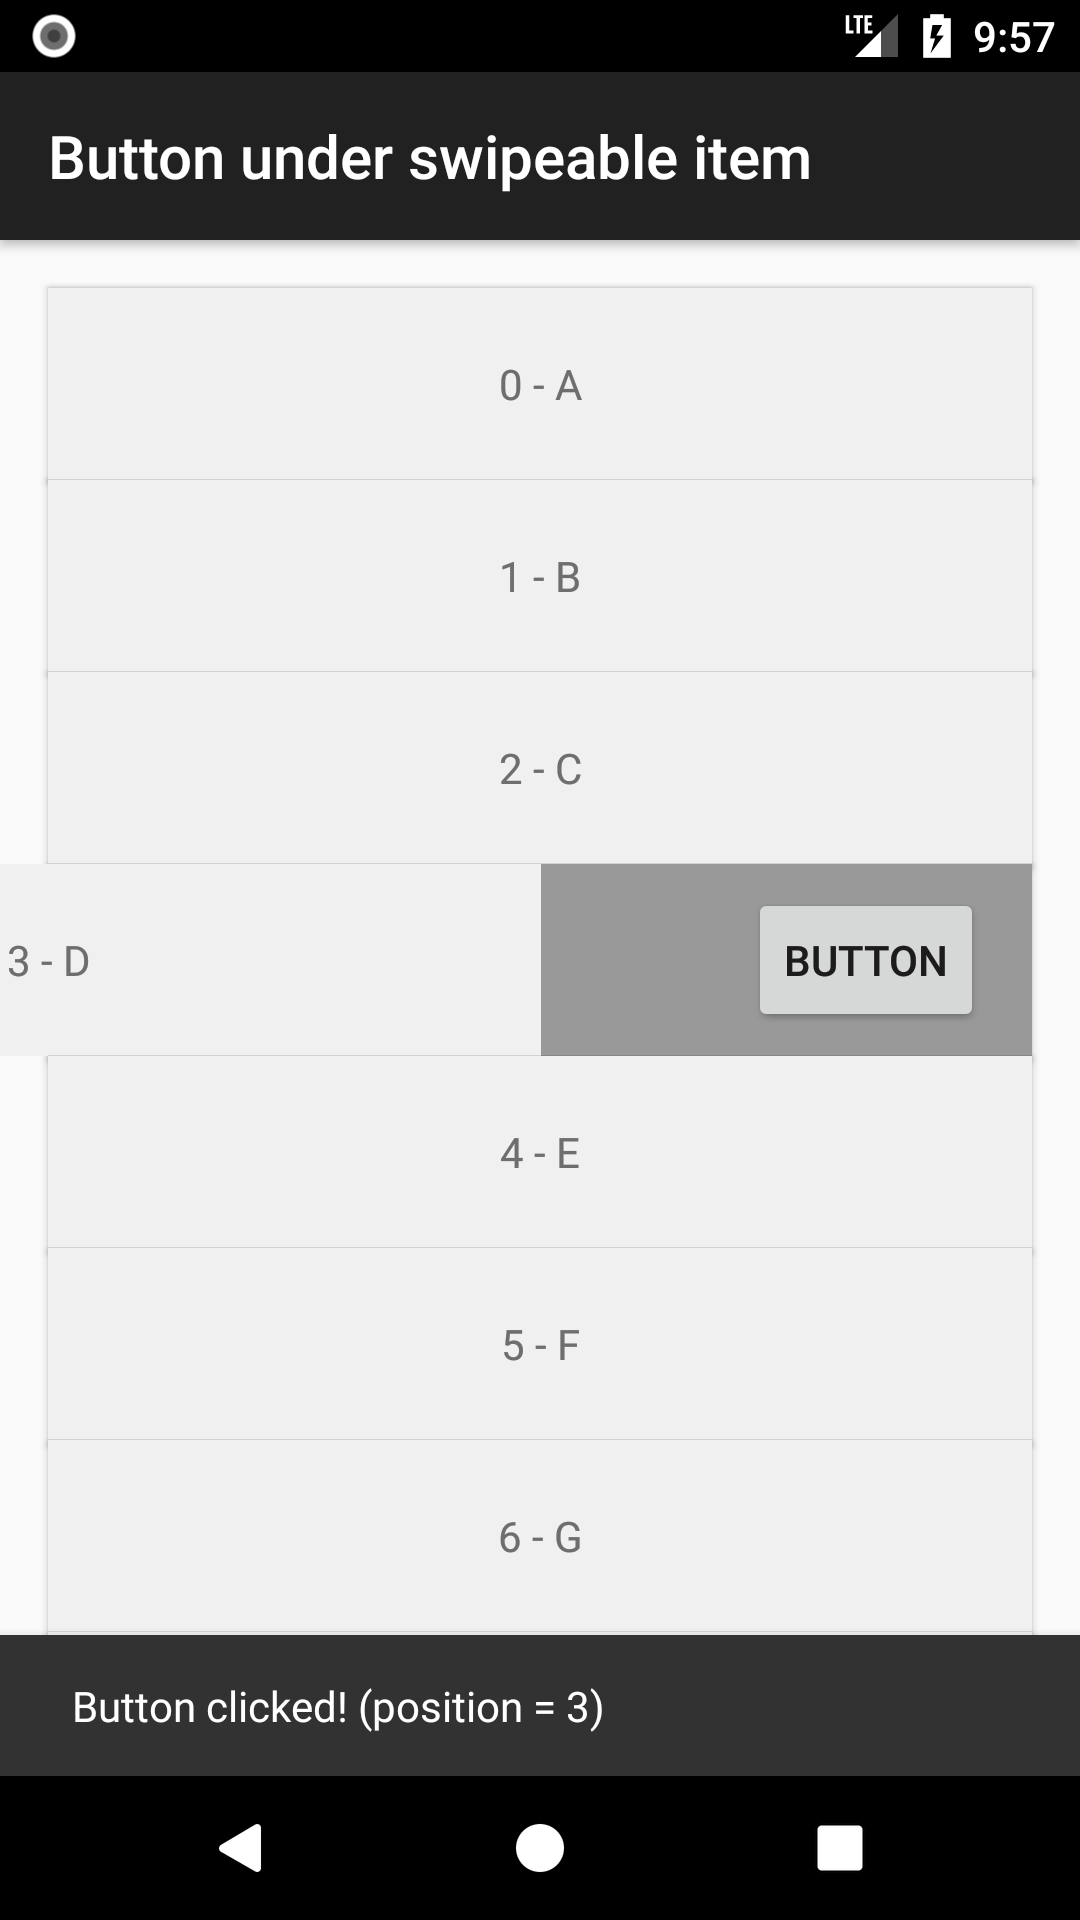 LTE 9:57
Button under swipeable item
0 - A
1 - B
2 - C
3 - D BUTTON
4 - E
5 - F
6 - G
Button clicked! (position = 3)